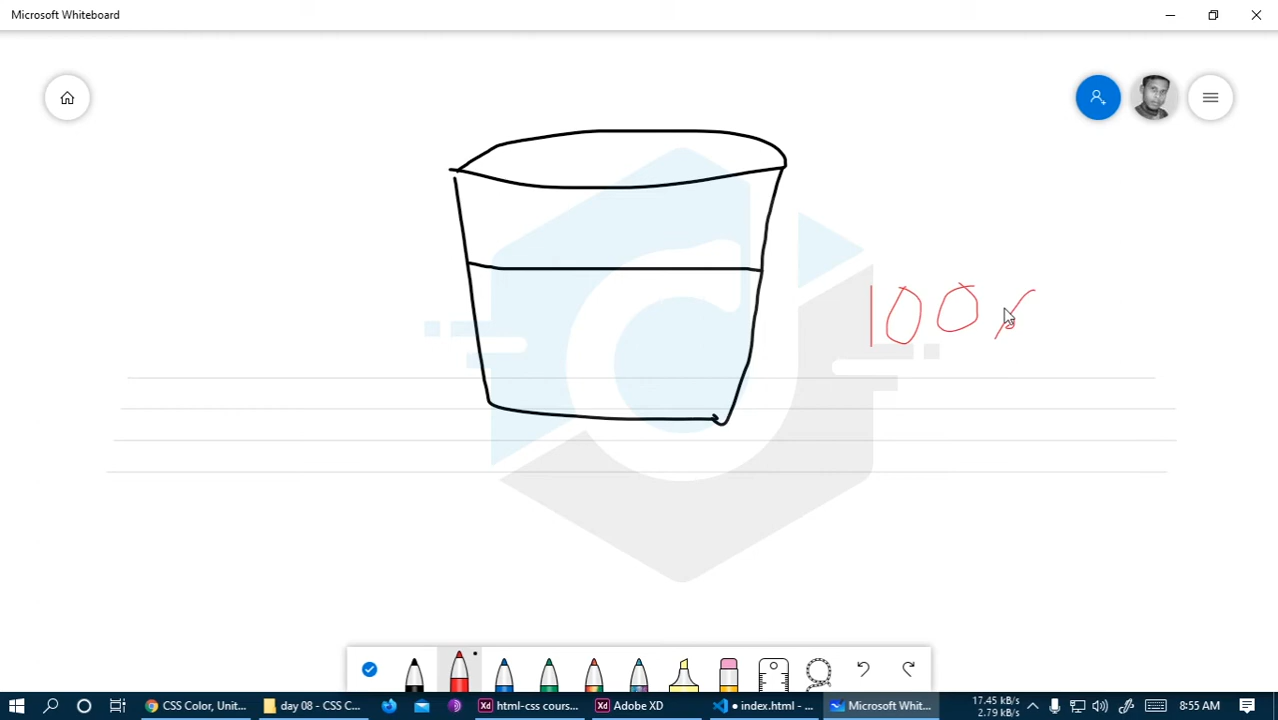 Microsoft Whiteboard
100%
CSS Color, Unit...
day 08 - CSS C...
html-css cours...
Adobe XD
• index.html - ...
Microsoft Whit...
17.45 kB/s
2.79 kB/s
8:55 AM